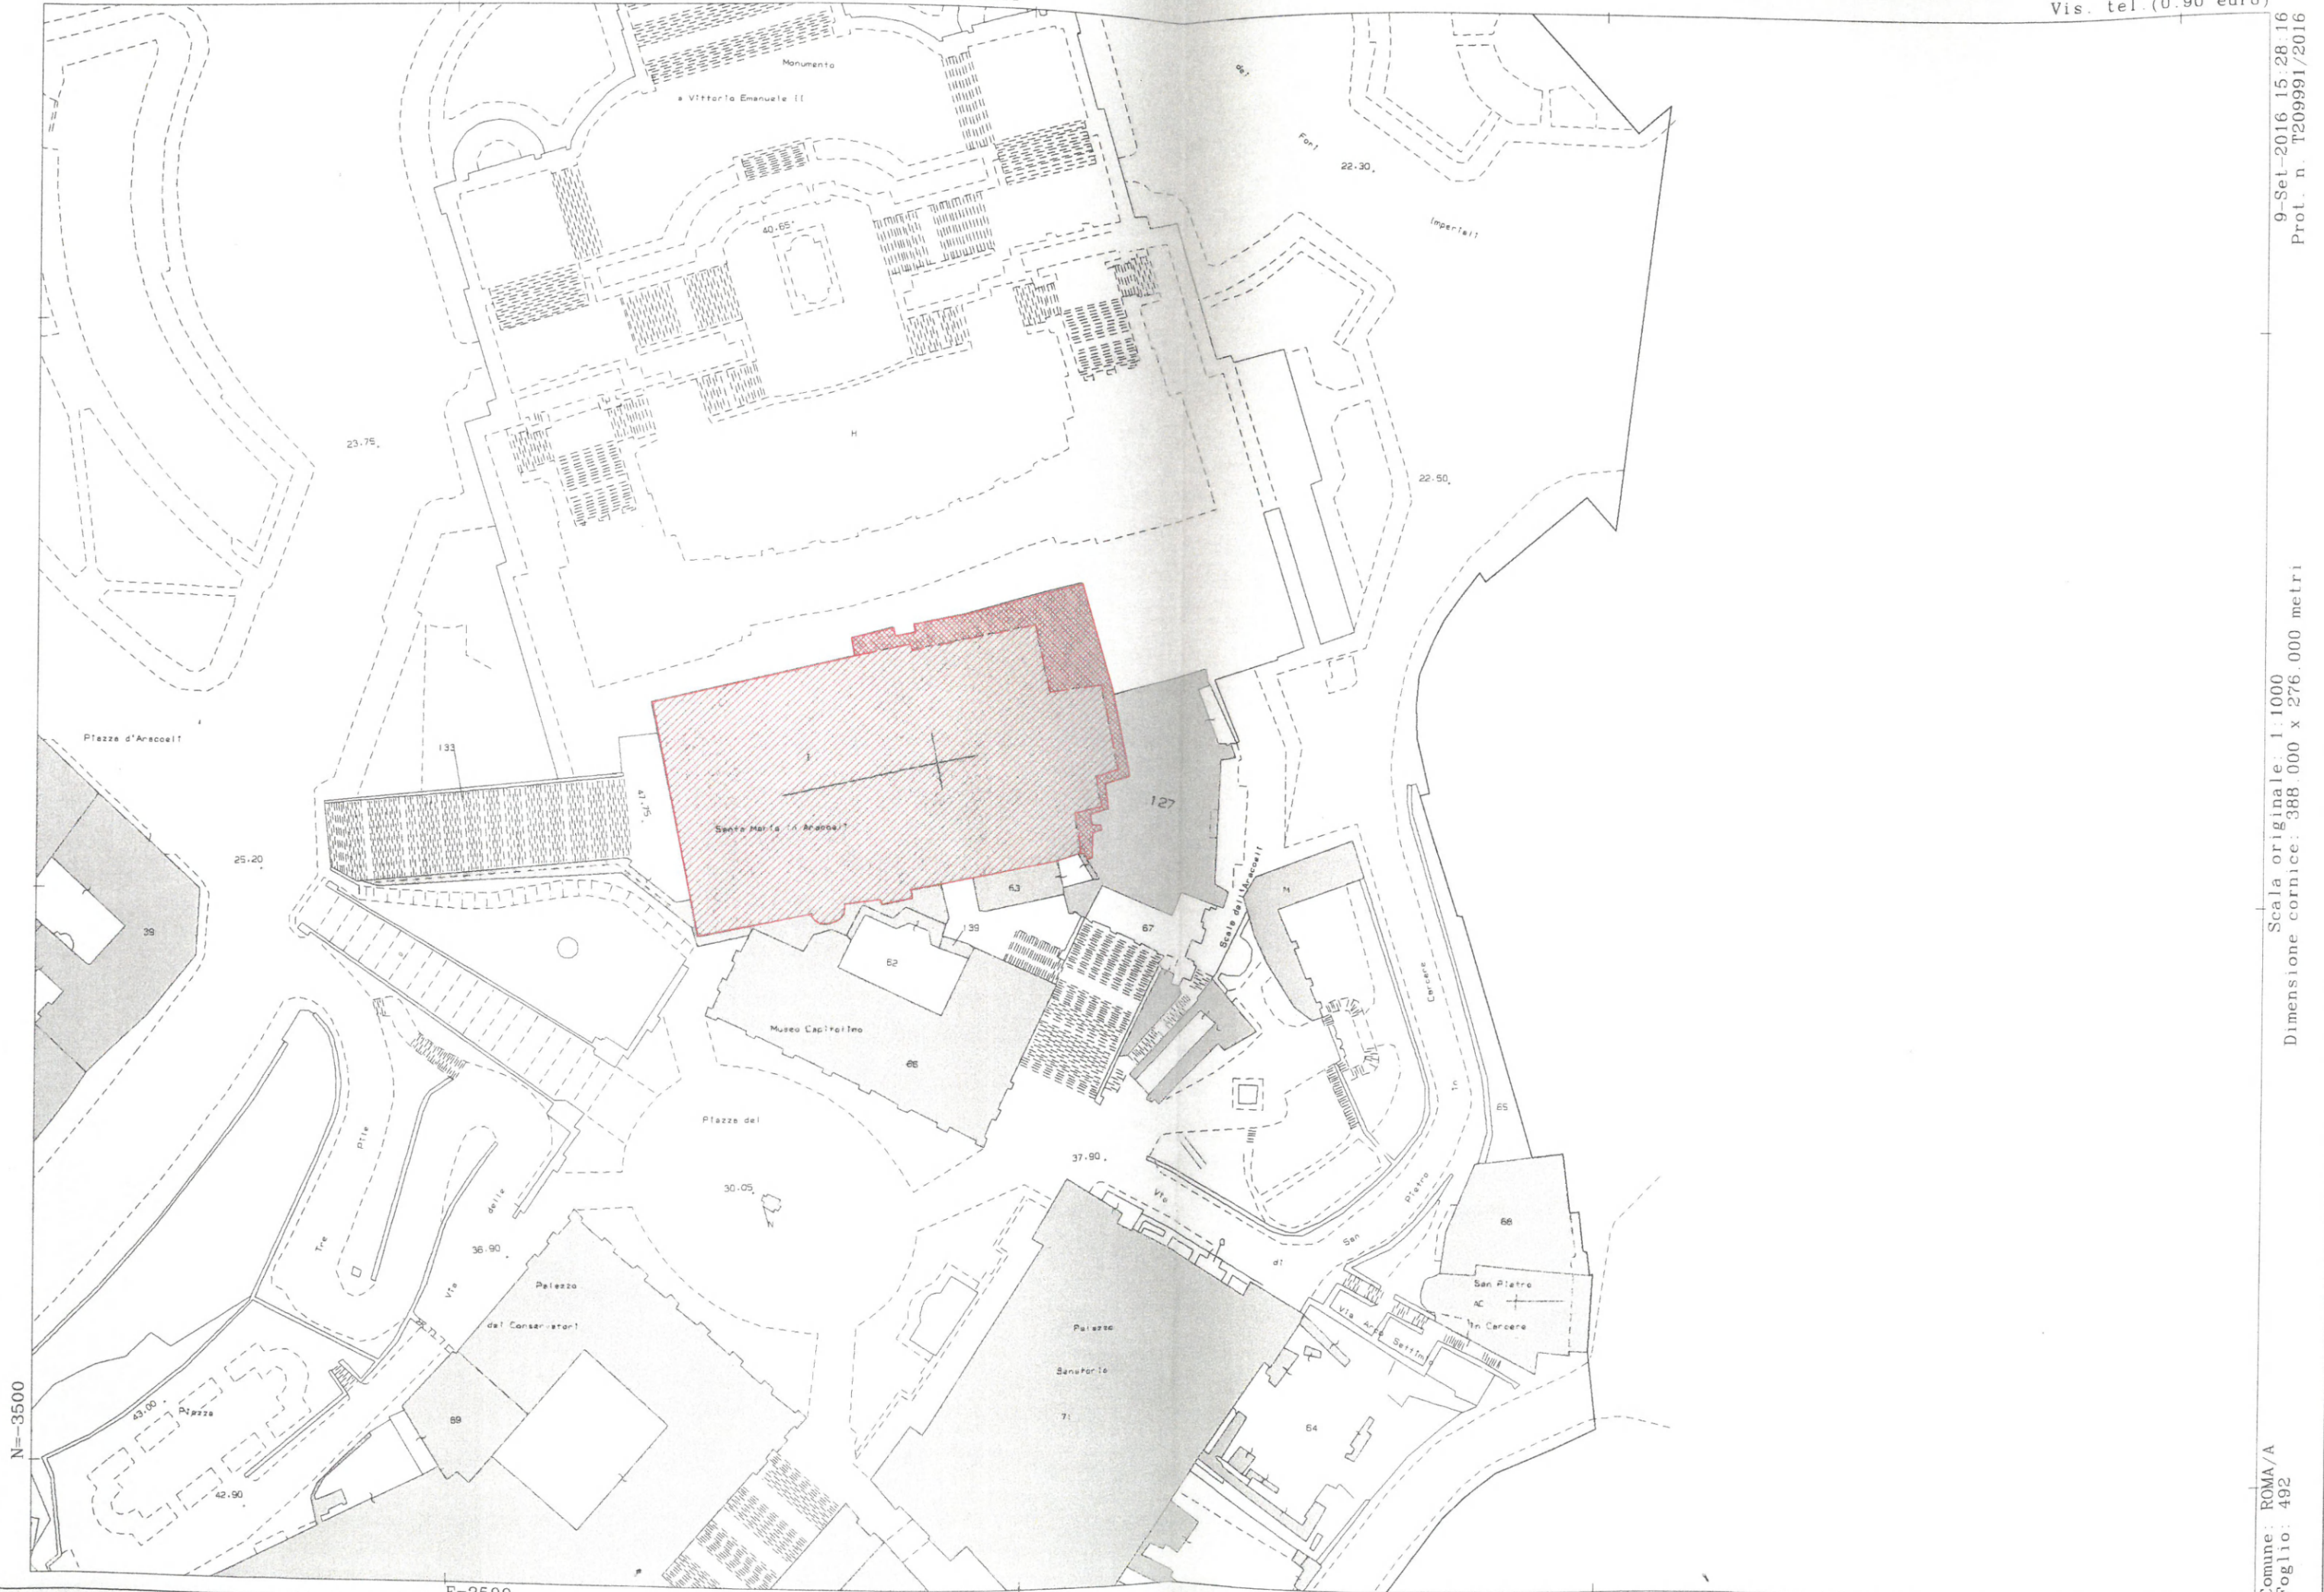 Vis. tel. (0.90 euro)
9-Set-2016 15:28:16
Prot. n. T209991/2016
Scala originale: 1:1000
Dimensione cornice: 388.000 x 276.000 metri
Comune: ROMA/A
Foglio: 492
N=-3500
Monumento
a Vittorio Emanuele II
dei
Fori
Imperiali
22.30
40.65
23.75
H
22.50
Piazza d'Aracoeli
133
47.75
Santa Maria in Aracoeli
127
25.20
39
63
139
67
62
Scala dell'Aracoeli
M
Museo Capitolino
L
Carcere
in
65
Piazza del
37.90
30.05
Via
di
San
Pietro
Tre
Pile
delle
Via
36.90
68
San Pietro
AC
in Carcere
Palazzo
dei Conservatori
Via Arco
Settimio
Palazzo
Senatorio
71
64
43.00
Piazza
42.90